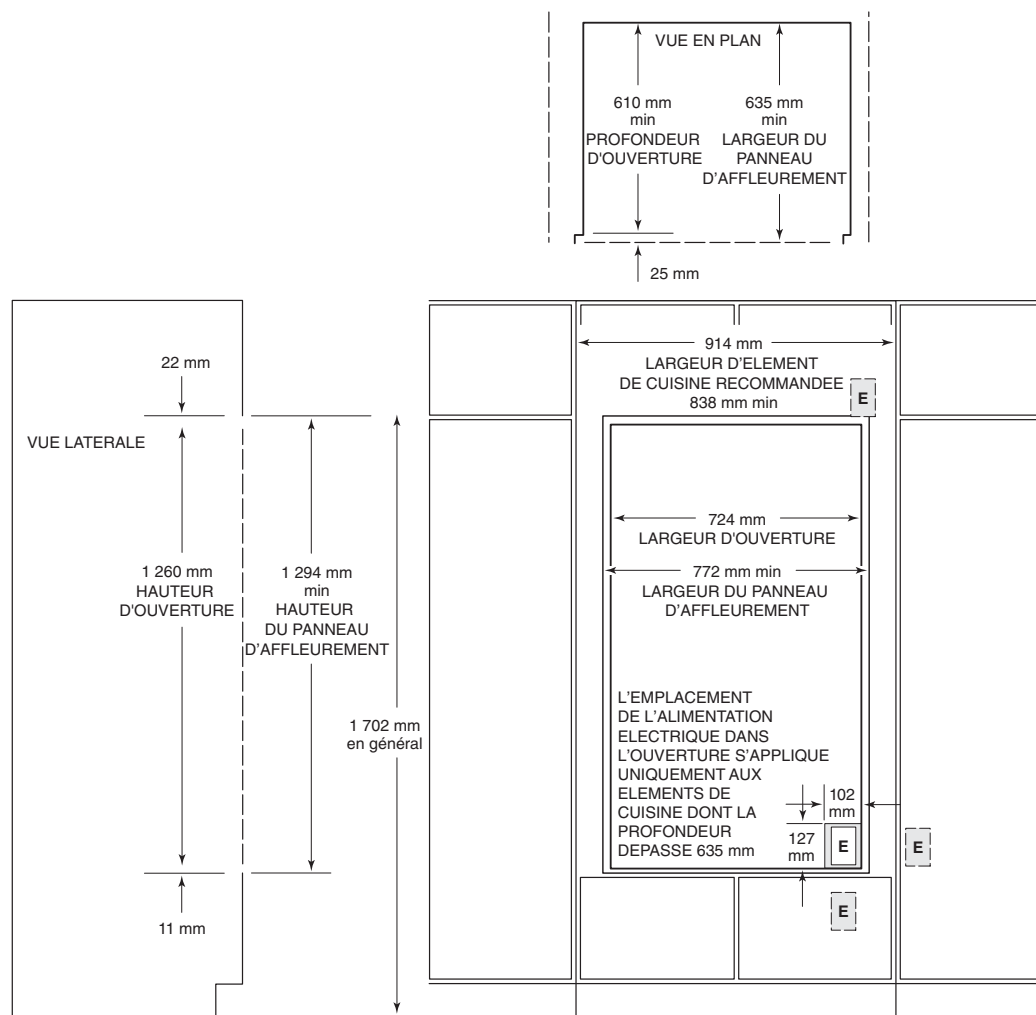 VUE EN PLAN
610 mm
min
PROFONDEUR
D'OUVERTURE
635 mm
min
LARGEUR DU
PANNEAU
D'AFFLEUREMENT
25 mm
914 mm
LARGEUR D'ELEMENT
DE CUISINE RECOMMANDEE
838 mm min
E
22 mm
VUE LATERALE
1 260 mm
HAUTEUR
D'OUVERTURE
1 294 mm
min
HAUTEUR
DU PANNEAU
D'AFFLEUREMENT
1 702 mm
en général
11 mm
724 mm
LARGEUR D'OUVERTURE
772 mm min
LARGEUR DU PANNEAU
D'AFFLEUREMENT
L'EMPLACEMENT
DE L'ALIMENTATION
ELECTRIQUE DANS
L'OUVERTURE S'APPLIQUE
UNIQUEMENT AUX
ELEMENTS DE
CUISINE DONT LA
PROFONDEUR
DEPASSE 635 mm
102
mm
127
mm
E
E
E